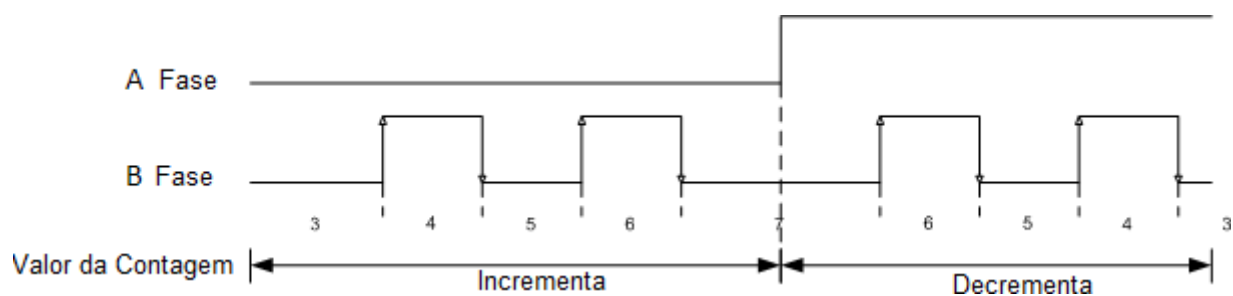 A Fase
B Fase
3 4 5 6 7 6 5 4 3
Valor da Contagem
Incrementa
Decrementa